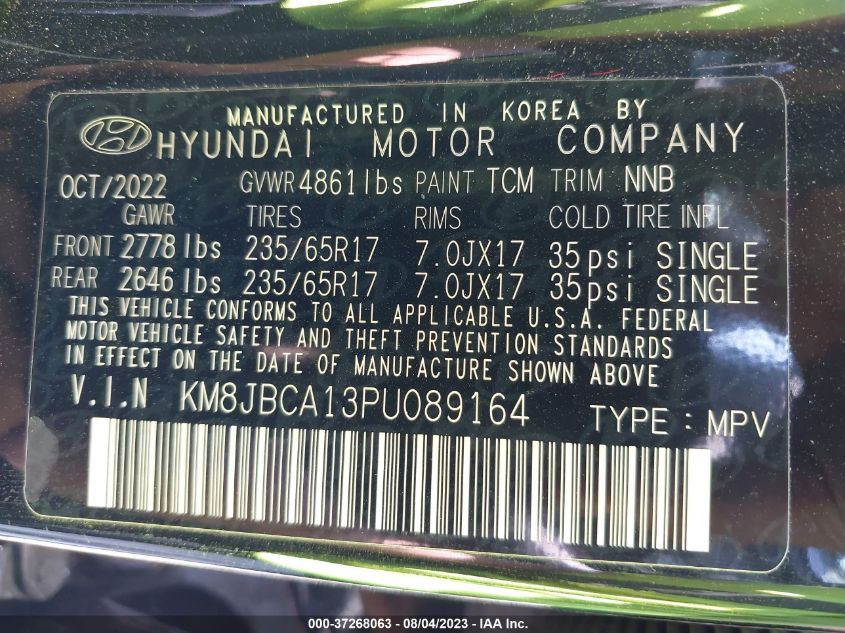 MANUFACTURED IN KOREA BY
HYUNDAI MOTOR COMPANY
OCT/2022 GVWR 4861lbs PAINT TCM TRIM NNB
GAWR TIRES RIMS COLD TIRE INFL
FRONT 2778 lbs 235/65R17 7.0JX17 35psi SINGLE
REAR 2646 lbs 235/65R17 7.0JX17 35psi SINGLE
THIS VEHICLE CONFORMS TO ALL APPLICABLE U.S.A. FEDERAL
MOTOR VEHICLE SAFETY AND THEFT PREVENTION STANDARDS
IN EFFECT ON THE DATE OF MANUFACTURE SHOWN ABOVE
V.I.N KM8JBCA13PU089164 TYPE : MPV
000-37268063 - 08/04/2023 - IAA Inc.